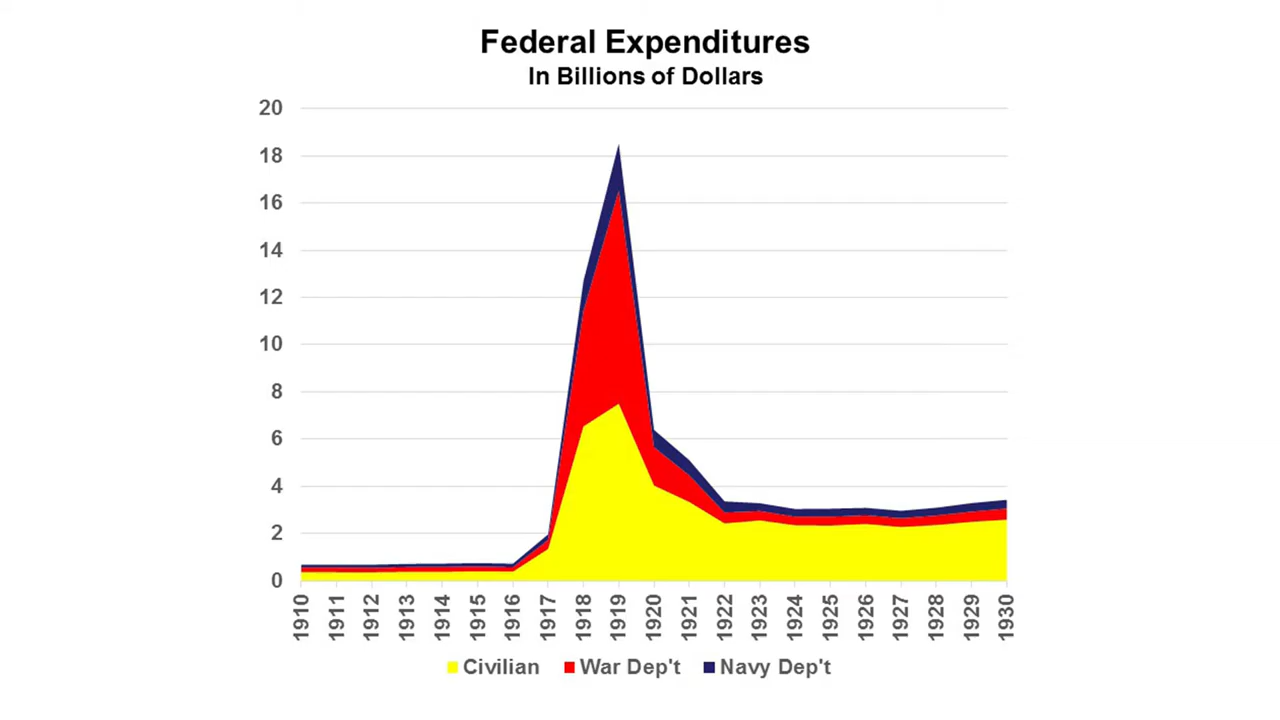 Federal Expenditures
In Billions of Dollars
20
18
16
14
12
10
8
6
4
2
0
1910 1911 1912 1913 1914 1915 1916 1917 1918 1919 1920 1921 1922 1923 1924 1925 1926 1927 1928 1929 1930
Civilian War Dep't Navy Dep't